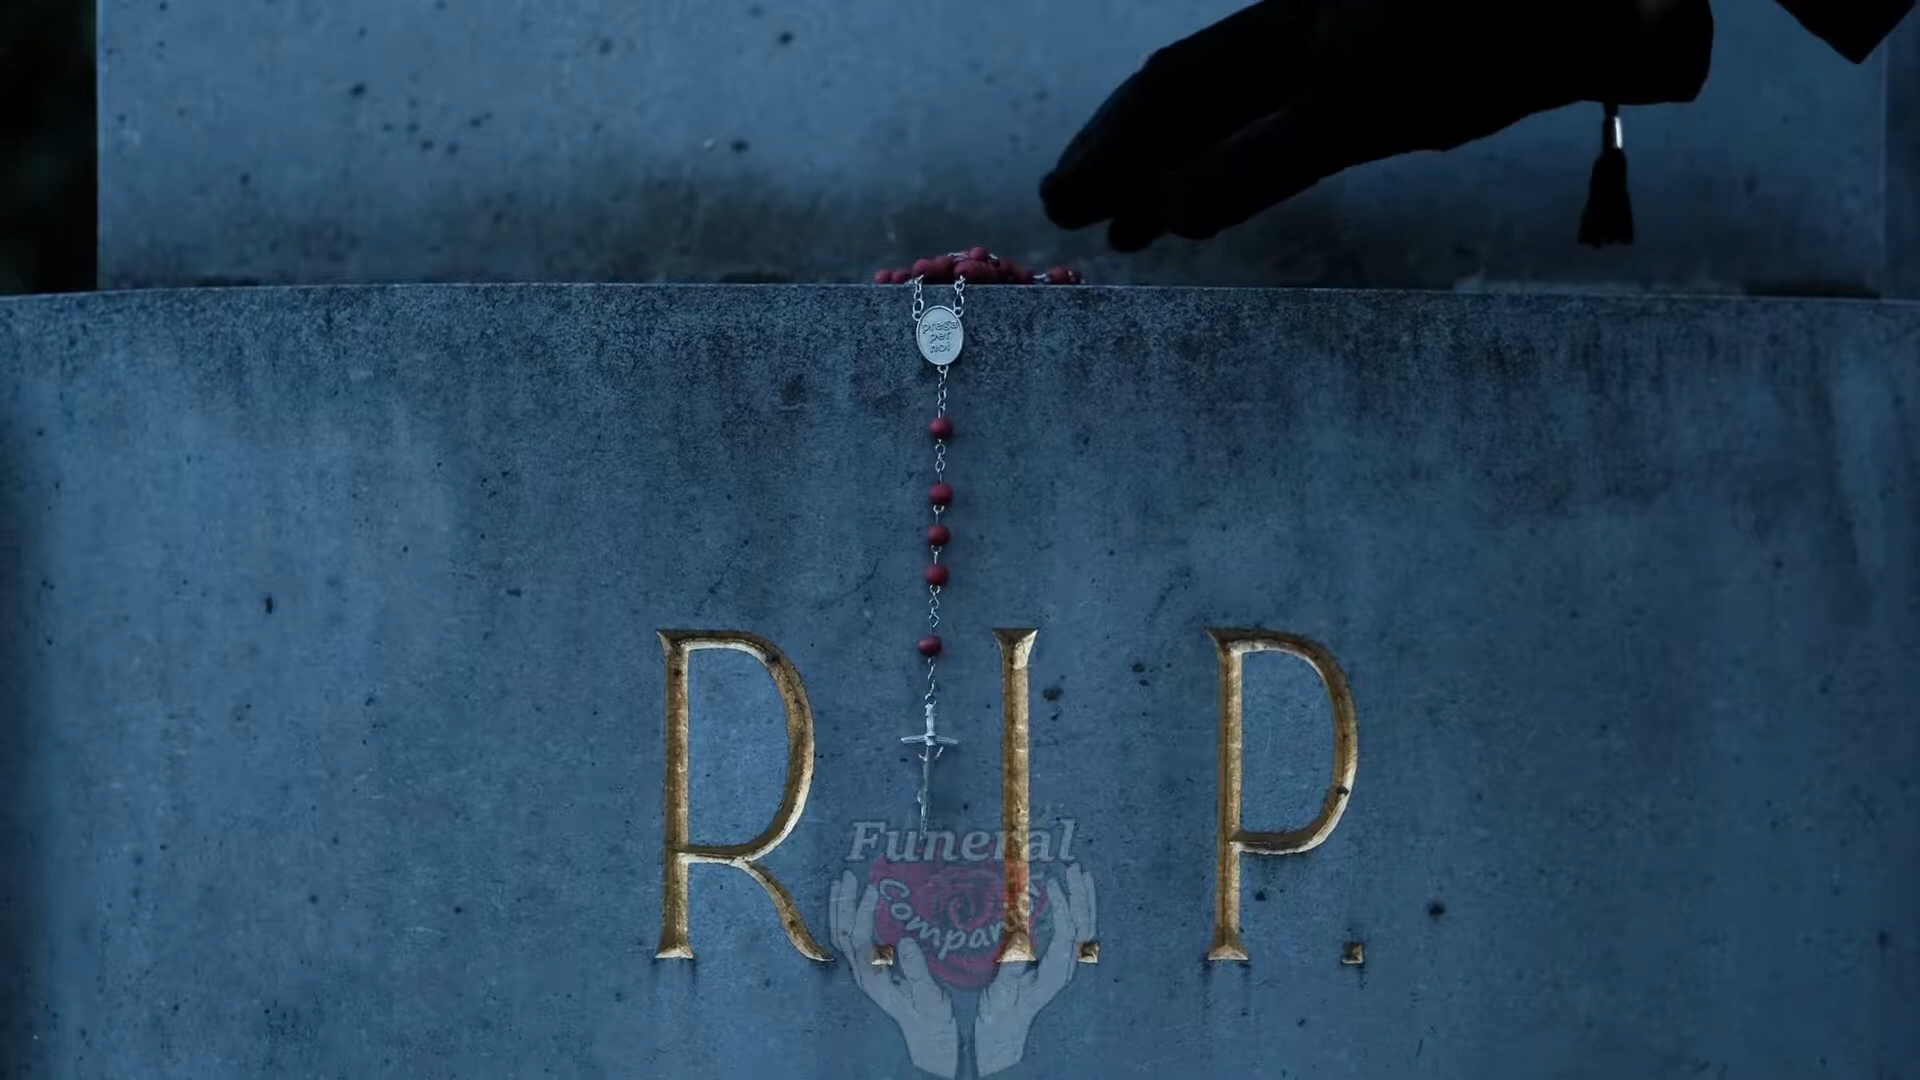 prega
per
noi
R.I.P.
Funeral
Company